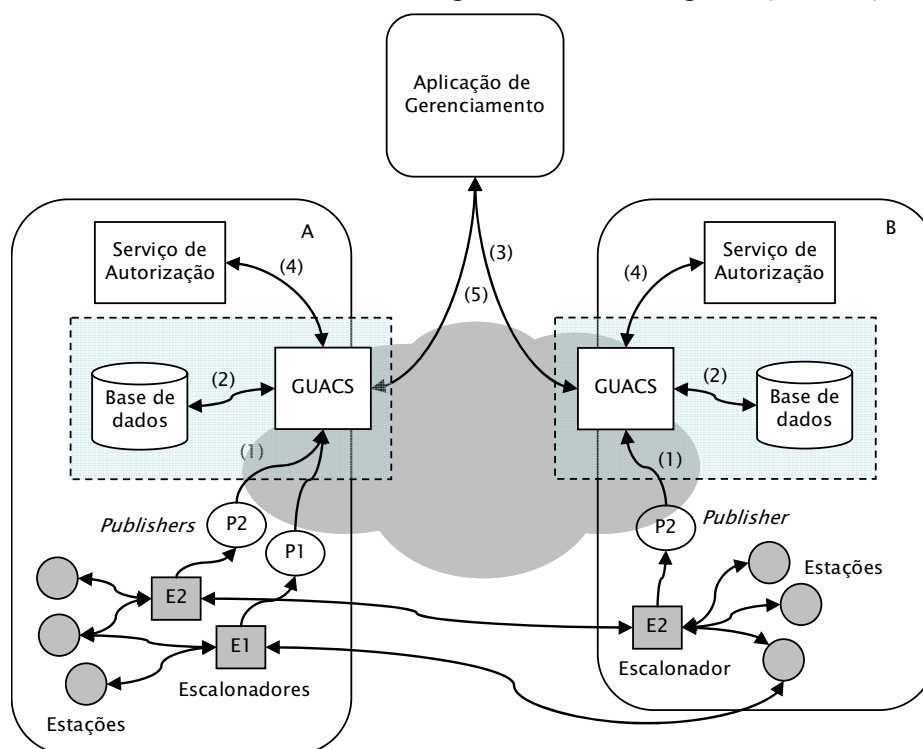 Aplicação de
Gerenciamento
A
Serviço de
Autorização
(4)
(3)
(5)
B
(4)
Serviço de
Autorização
Base de
dados
(2)
GUACS
GUACS
(2)
Base de
dados
(1)
(1)
Publishers
P2
P1
P2
Publisher
E2
E1
Escalonadores
Estações
E2
Escalonador
Estações